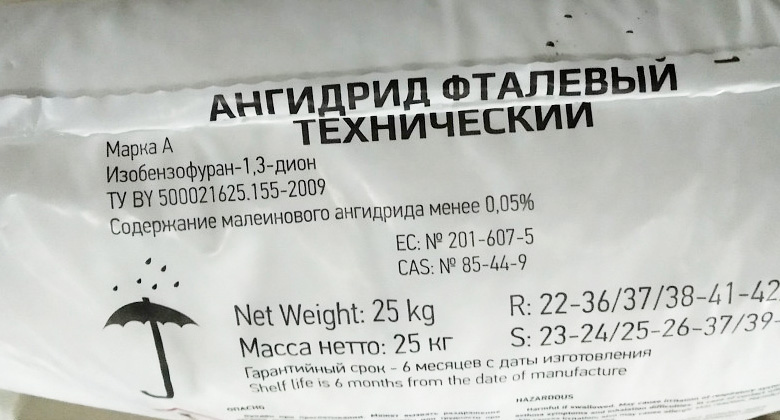 АНГИДРИД ФТАЛЕВЫЙ
ТЕХНИЧЕСКИЙ
Марка А
Изобензофуран-1,3-дион
ТУ BY 500021625.155-2009
Содержание малеинового ангидрида менее 0,05%
EC: № 201-607-5
CAS: № 85-44-9
Net Weight: 25 kg
Масса нетто: 25 кг
R: 22-36/37/38-41-42
S: 23-24/25-26-37/39-
Гарантийный срок - 6 месяцев с даты изготовления
Shelf life is 6 months from the date of manufacture
ОПАСНО
HAZARDOUS